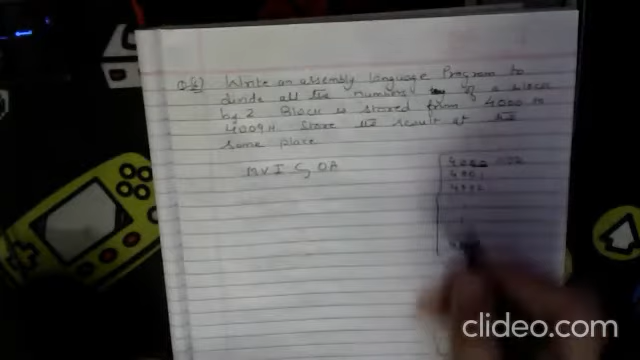 Q.6) Write an assembly language Program to
divide all the numbers of a block
by 2 Block is stored from 4000 H
4009H. Store the result at the
same place
MVI C, 0A
4000
4001
4002
clideo.com